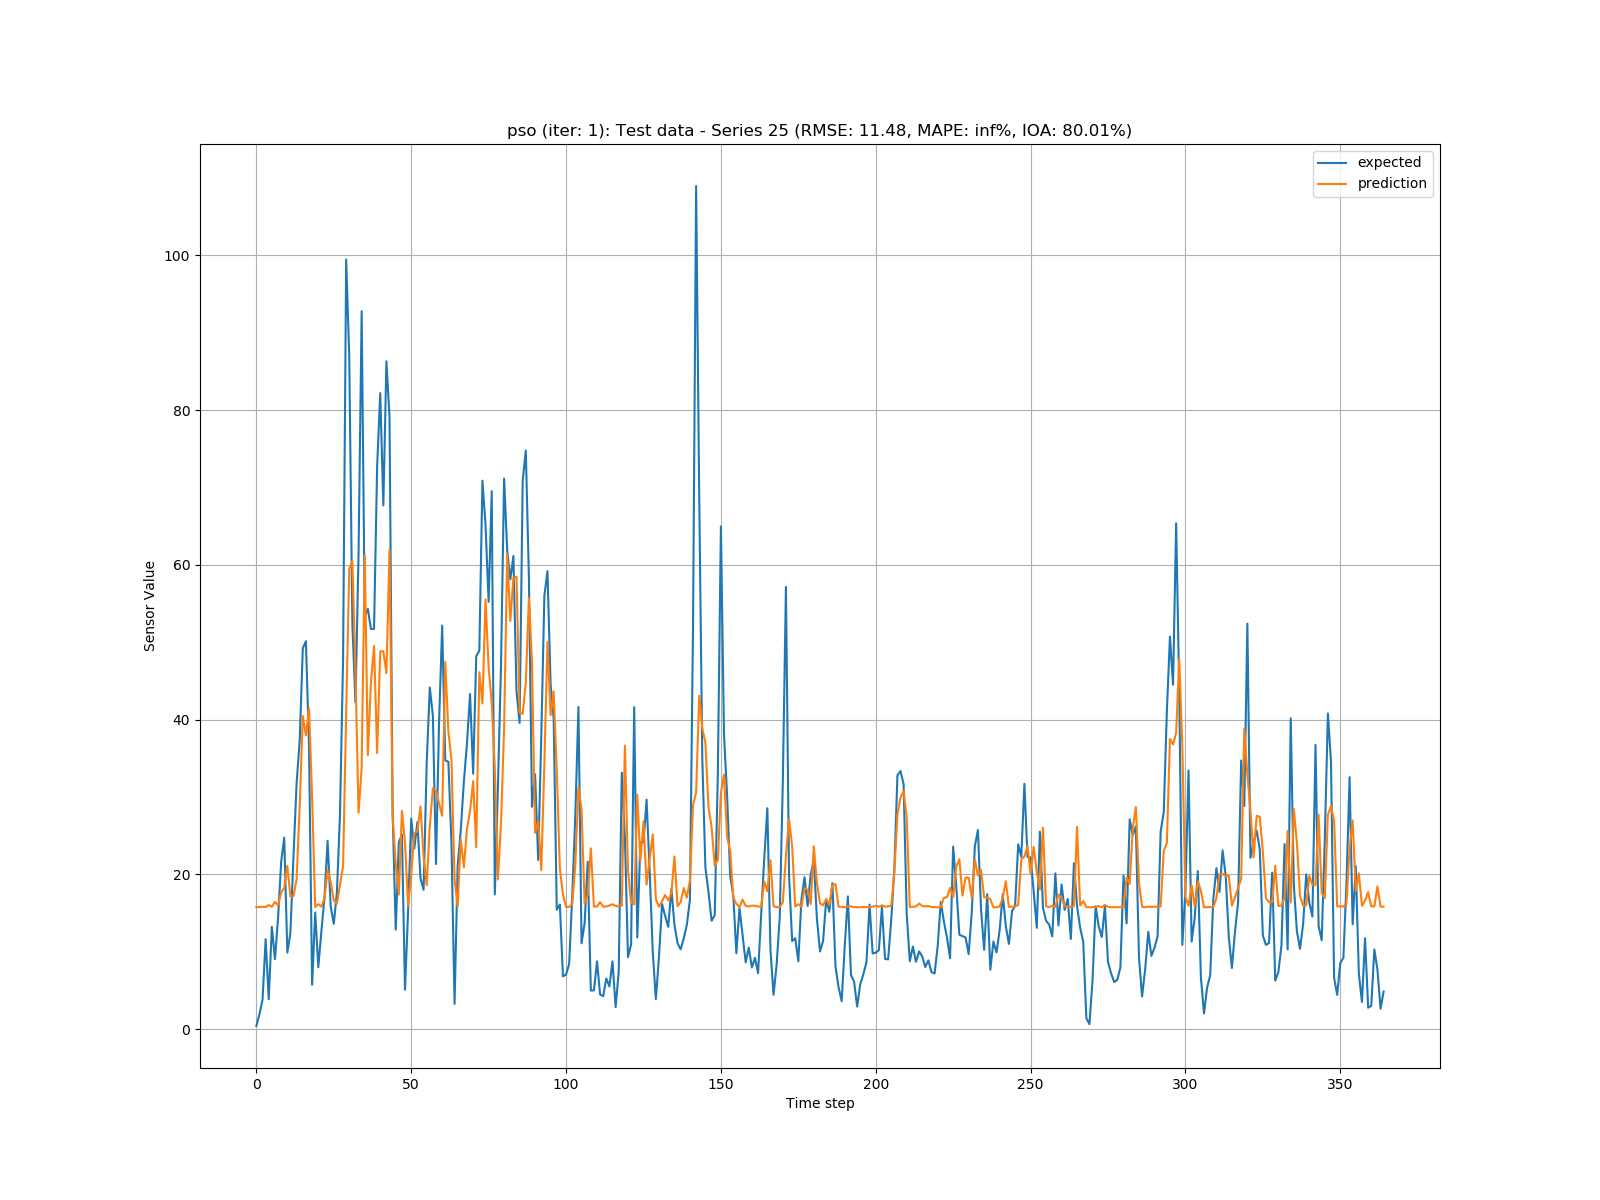 pso (iter: 1): Test data - Series 25 (RMSE: 11.48, MAPE: inf%, IOA: 80.01%)
expected
prediction
100
80
60
40
20
0
Sensor Value
0 50 100 150 200 250 300 350
Time step